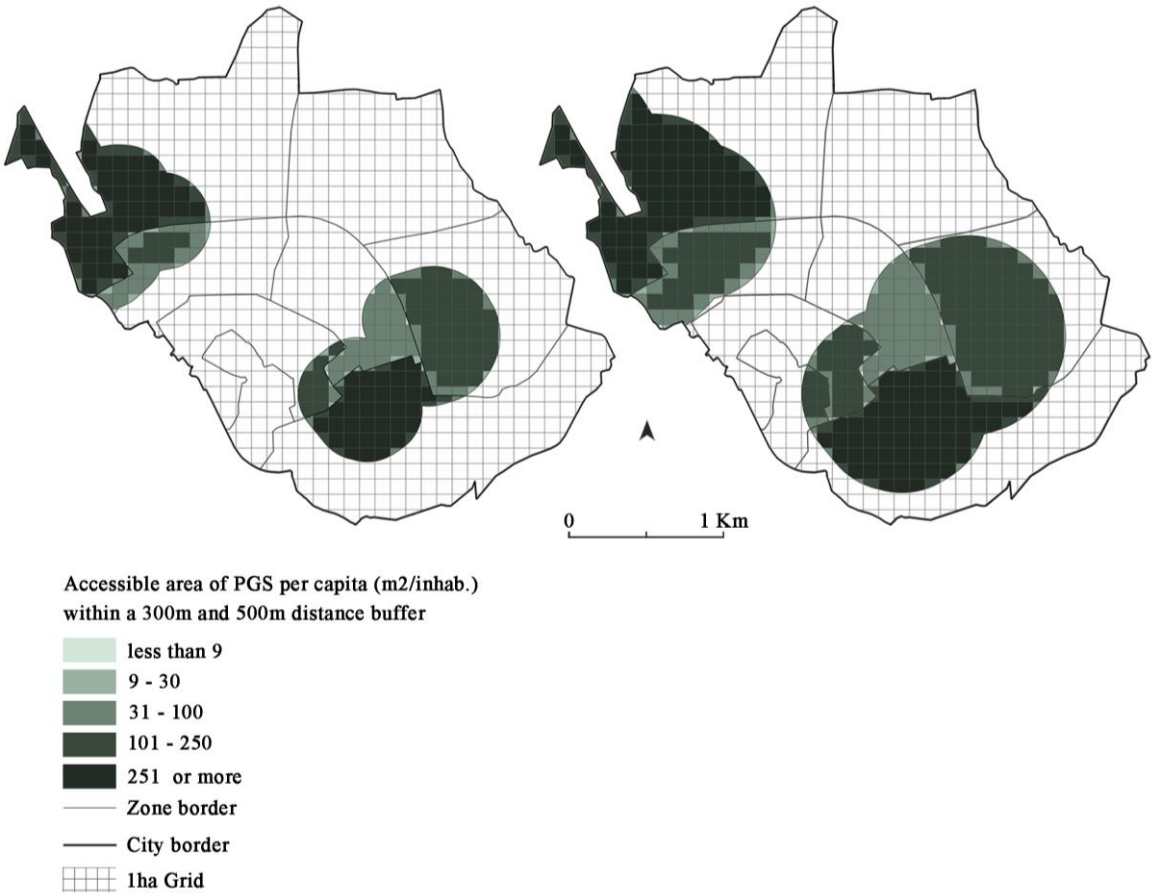 0 1 Km
Accessible area of PGS per capita (m2/inhab.)
within a 300m and 500m distance buffer
less than 9
9 - 30
31 - 100
101 - 250
251 or more
Zone border
City border
1ha Grid